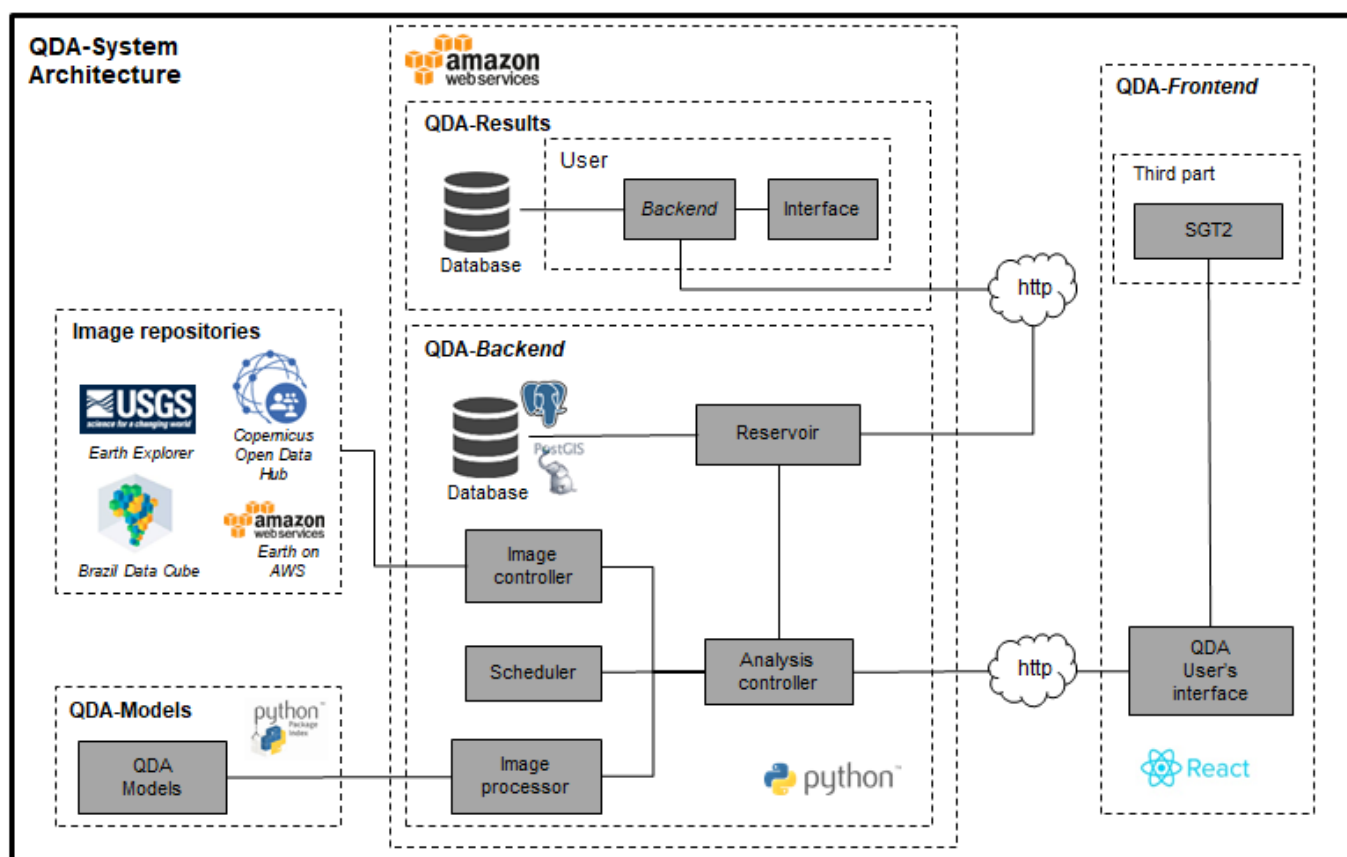 QDA-System
Architecture
amazon
webservices
QDA-Results
User
Backend
Interface
Database
http
QDA-Frontend
Third part
SGT2
Image repositories
USGS
science for a changing world
Earth Explorer
Copernicus
Open Data
Hub
Brazil Data Cube
amazon
webservices
Earth on
AWS
QDA-Backend
PostGIS
Database
Reservoir
Image
controller
Scheduler
Analysis
controller
Image
processor
python™
http
QDA
User's
interface
React
QDA-Models
python™
Package
Index
QDA
Models